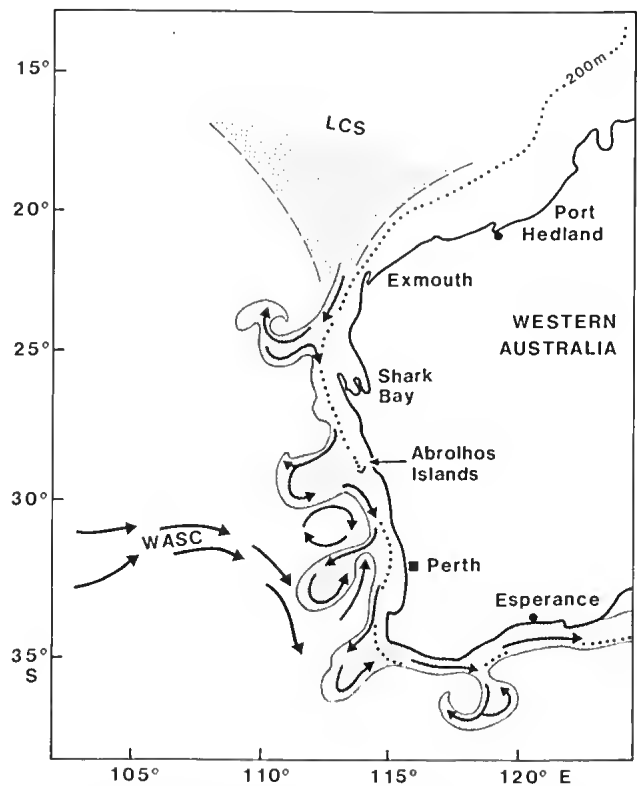 15°
200m
LCS
20°
Port
Hedland
Exmouth
WESTERN
AUSTRALIA
25°
Shark
Bay
Abrolhos
Islands
30°
WASC
Perth
Esperance
35°
S
105°
110°
115°
120° E